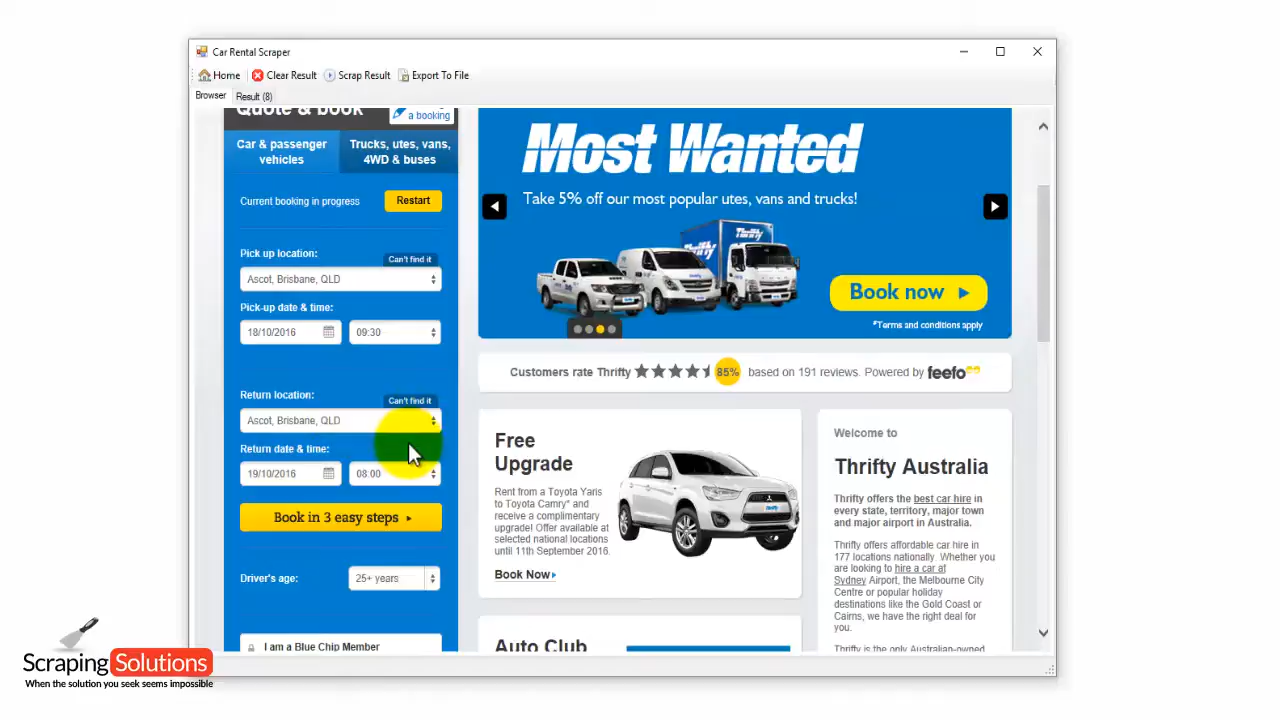 Car Rental Scraper
Home Clear Result Scrap Result Export To File
Browser Result (8)
Quote & book
a booking
Car & passenger
vehicles
Trucks, utes, vans,
4WD & buses
Current booking in progress
Restart
Pick up location:
Can't find it
Ascot, Brisbane, QLD
Pick-up date & time:
18/10/2016 09:30
Return location:
Can't find it
Ascot, Brisbane, QLD
Return date & time:
19/10/2016 08:00
Book in 3 easy steps
Driver's age: 25+ years
I am a Blue Chip Member
Most Wanted
Take 5% off our most popular utes, vans and trucks!
Thrifty
Book now
*Terms and conditions apply
Customers rate Thrifty 85% based on 191 reviews. Powered by feefo
Free
Upgrade
Rent from a Toyota Yaris
to Toyota Camry* and
receive a complimentary
upgrade! Offer available at
selected national locations
until 11th September 2016.
Book Now
Auto Club
Welcome to
Thrifty Australia
Thrifty offers the best car hire in
every state, territory, major town
and major airport in Australia.
Thrifty offers affordable car hire in
177 locations nationally. Whether you
are looking to hire a car at
Sydney Airport, the Melbourne City
Centre or popular holiday
destinations like the Gold Coast or
Cairns, we have the right deal for
you.
Thrifty is the only Australian-owned
Scraping Solutions
When the solution you seek seems impossible